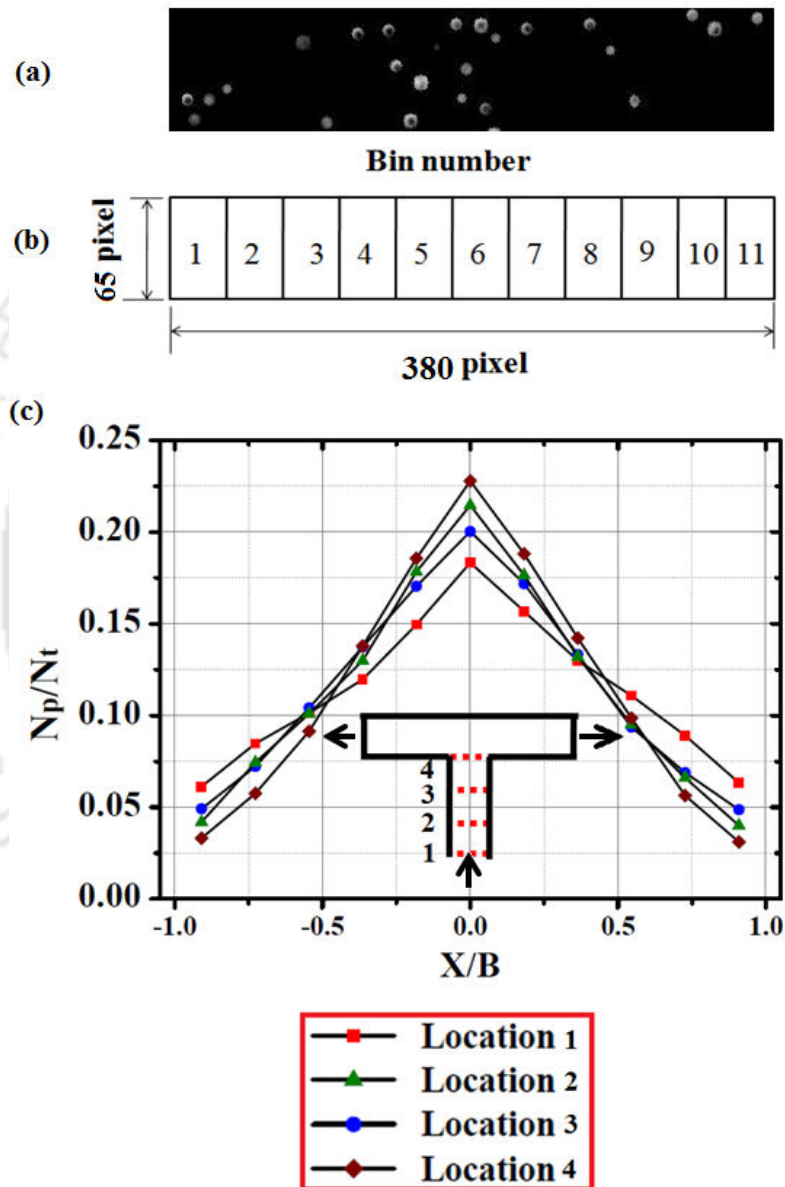 (a)
Bin number
(b)
65 pixel
1 2 3 4 5 6 7 8 9 10 11
380 pixel
(c)
Np/Nt
0.25
0.20
0.15
0.10
0.05
0.00
4
3
2
1
-1.0 -0.5 0.0 0.5 1.0
X/B
Location 1
Location 2
Location 3
Location 4